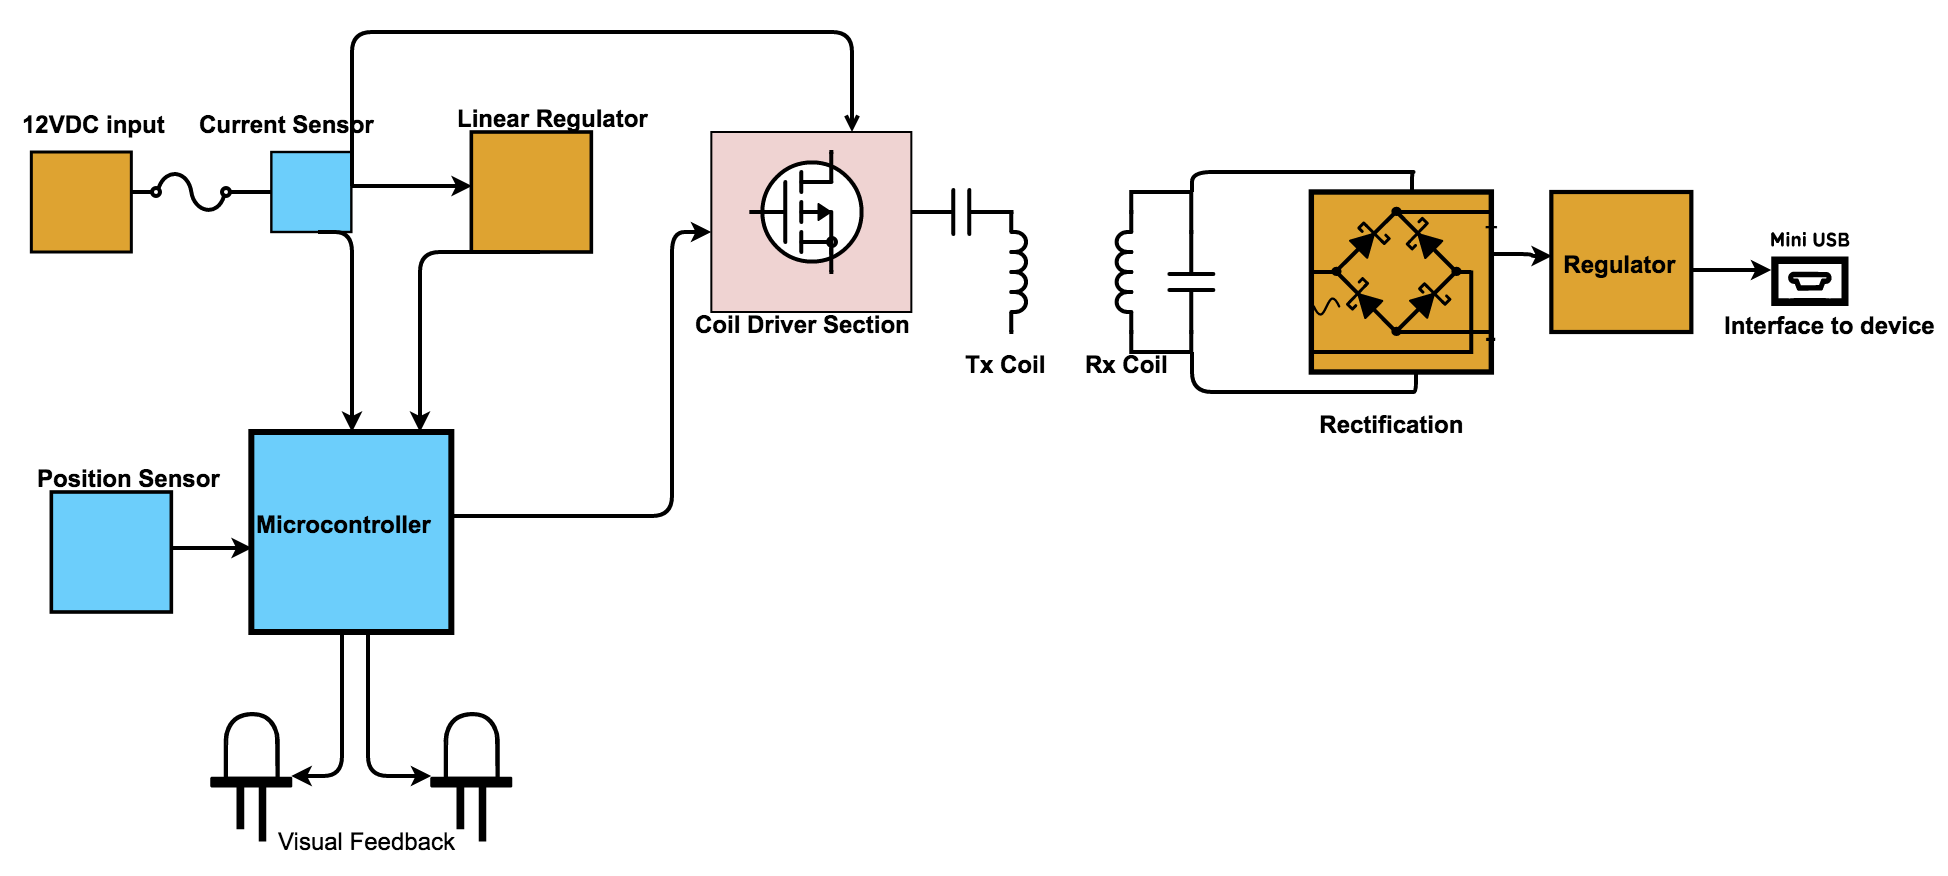 12VDC input
Current Sensor
Linear Regulator
Mini USB
Regulator
Coil Driver Section
Interface to device
Tx Coil
Rx Coil
Rectification
Position Sensor
Microcontroller
Visual Feedback